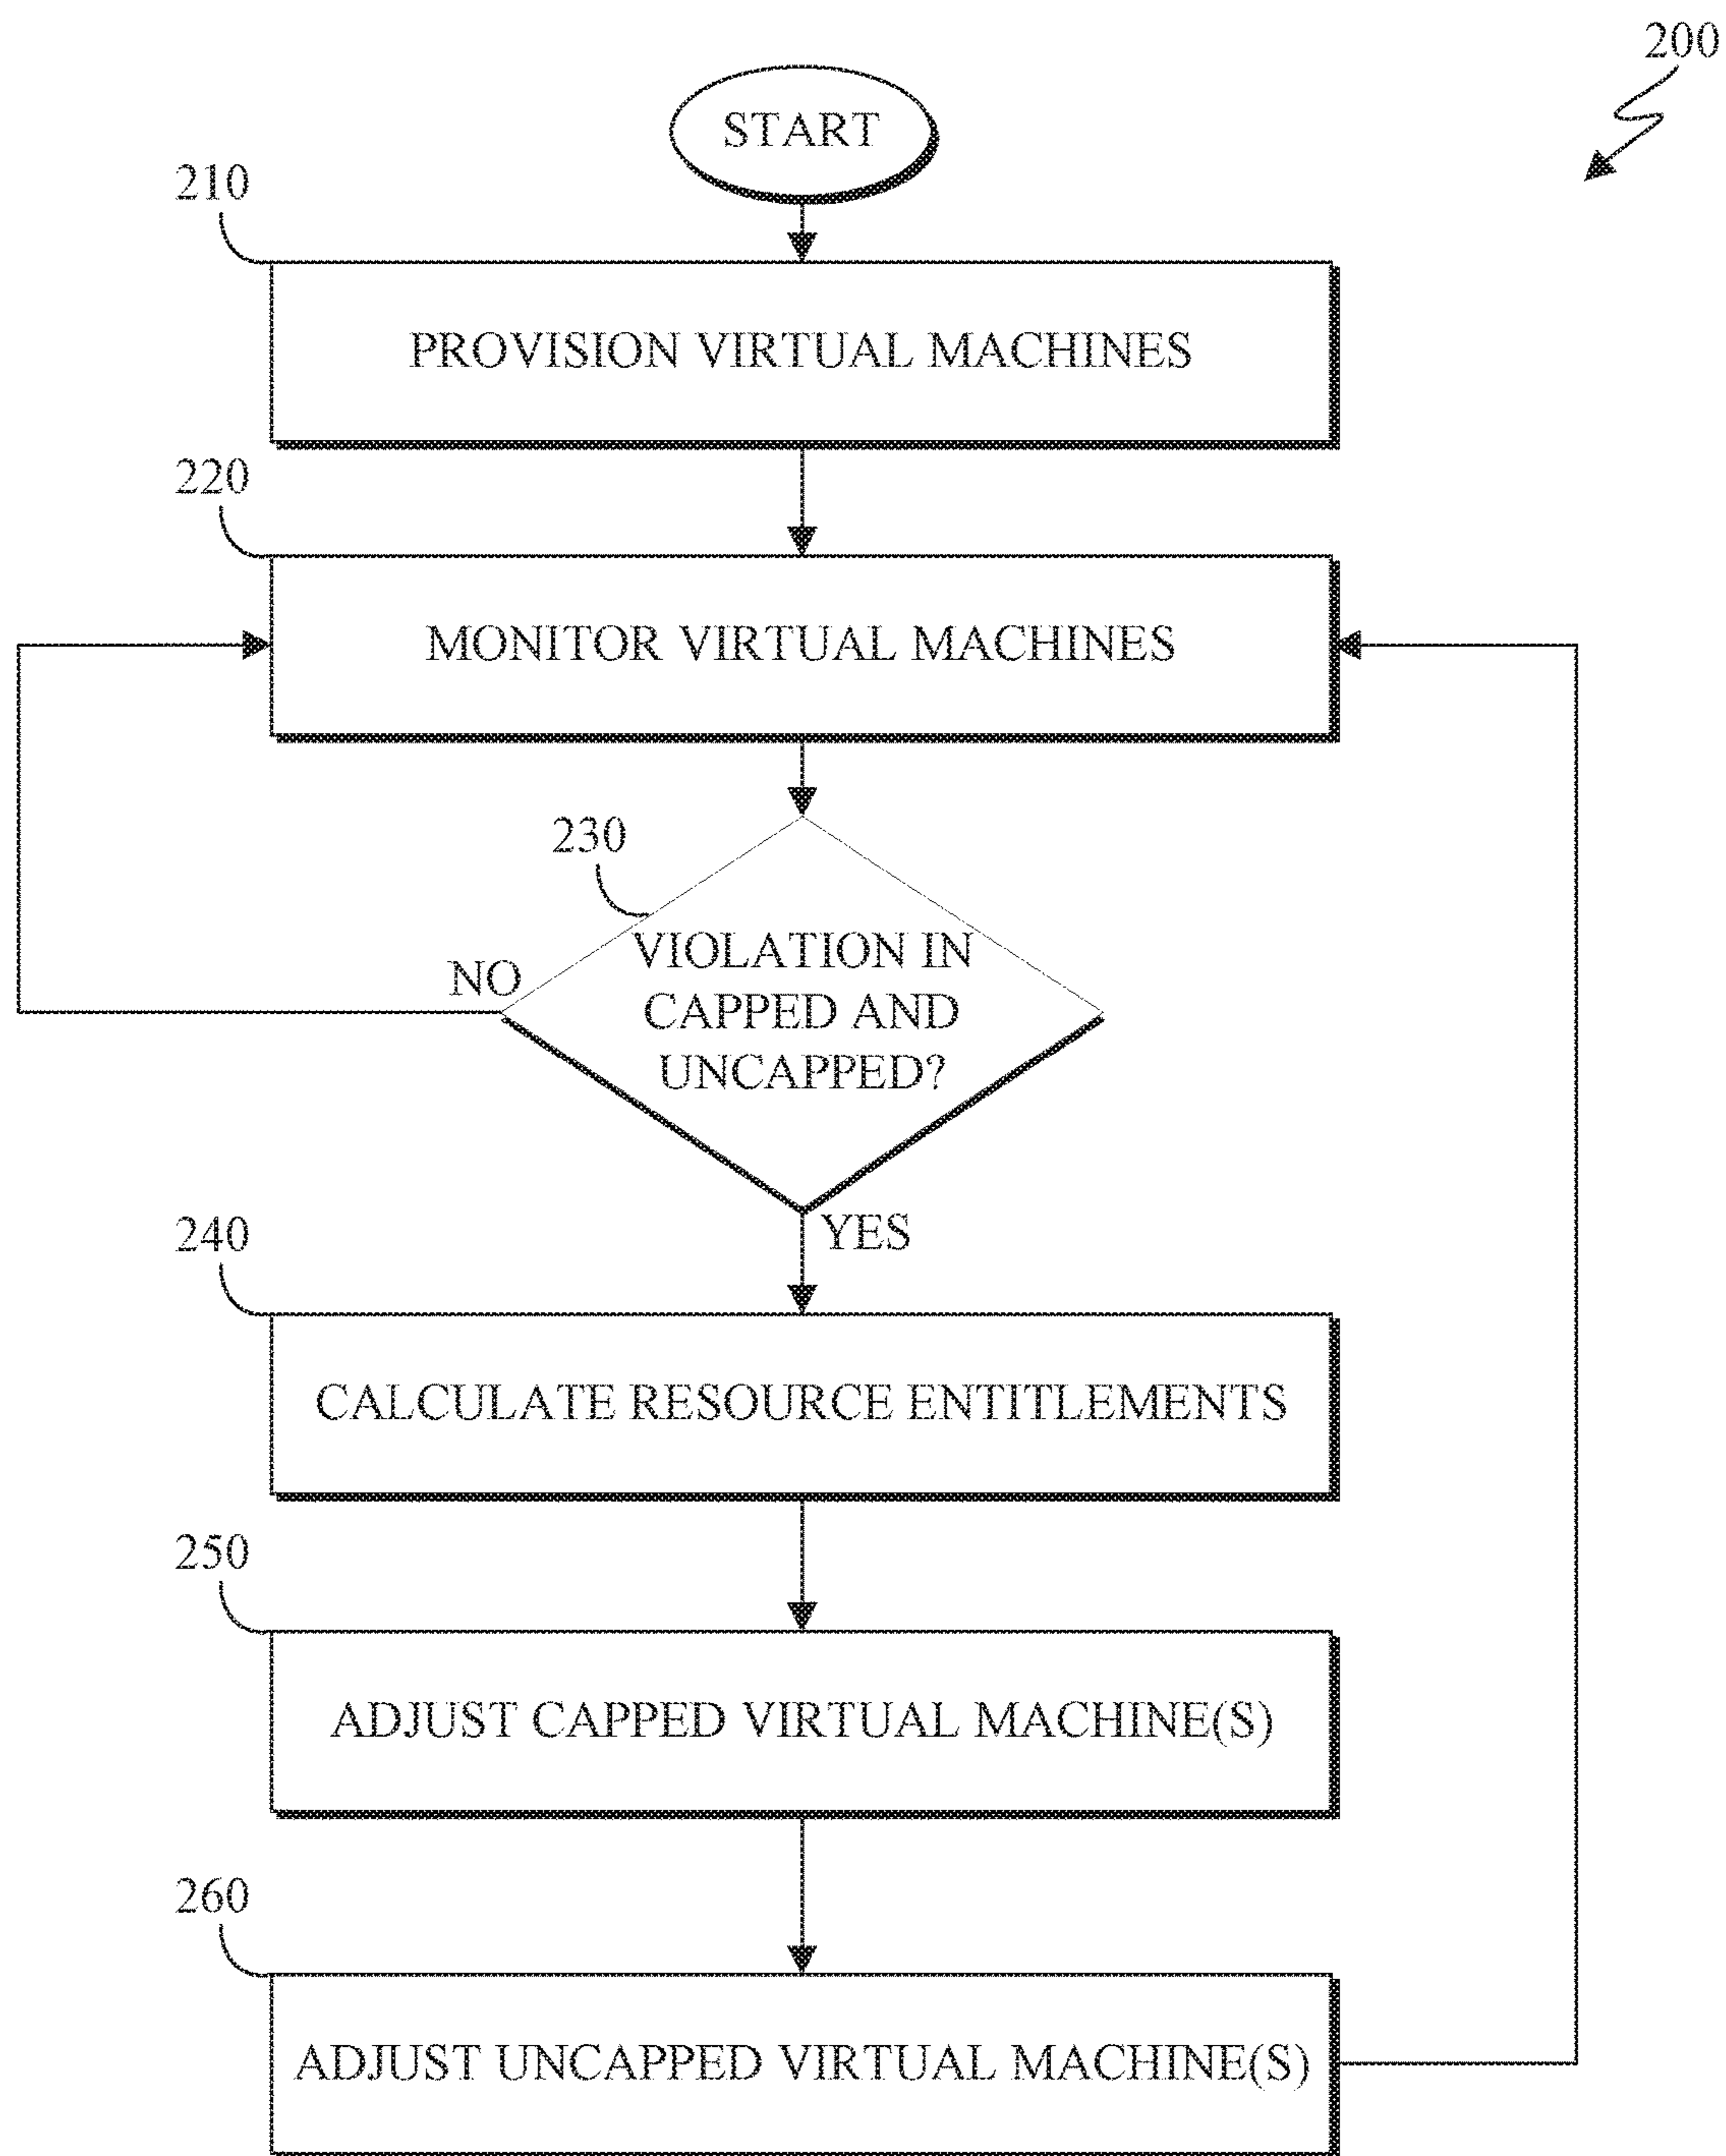 200
START
210
PROVISION VIRTUAL MACHINES
220
MONITOR VIRTUAL MACHINES
230
VIOLATION IN
CAPPED AND
UNCAPPED?
NO
YES
240
CALCULATE RESOURCE ENTITLEMENTS
250
ADJUST CAPPED VIRTUAL MACHINE(S)
260
ADJUST UNCAPPED VIRTUAL MACHINE(S)